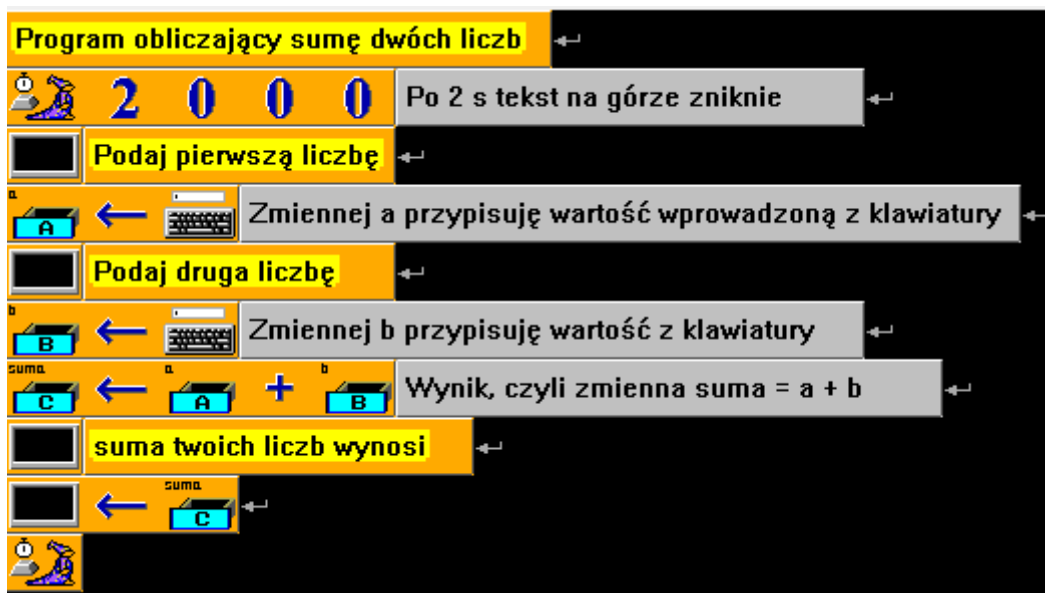 Program obliczający sumę dwóch liczb
2 0 0 0 Po 2 s tekst na górze zniknie
Podaj pierwszą liczbę
a A ← Zmiennej a przypisuję wartość wprowadzoną z klawiatury
Podaj druga liczbę
b B ← Zmiennej b przypisuję wartość z klawiatury
suma C ← a A + b B Wynik, czyli zmienna suma = a + b
suma twoich liczb wynosi
← suma C